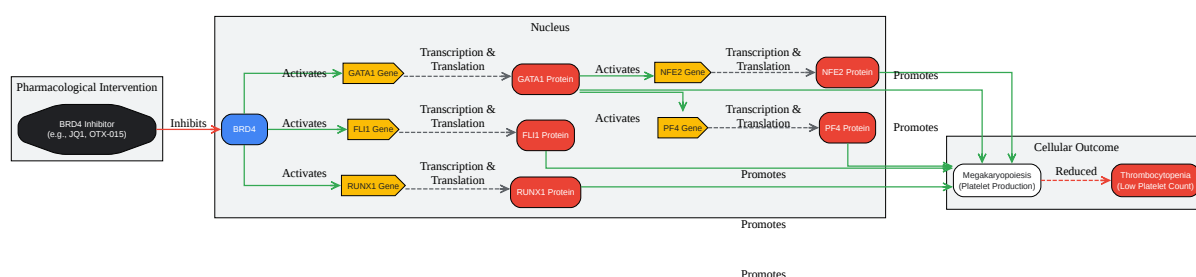 Nucleus
Pharmacological Intervention
BRD4 Inhibitor
(e.g., JQ1, OTX-015)
Inhibits
BRD4
Activates
GATA1 Gene
Transcription &
Translation
GATA1 Protein
Activates
NFE2 Gene
Transcription &
Translation
NFE2 Protein
Promotes
Activates
FLI1 Gene
Transcription &
Translation
FLI1 Protein
Activates
PF4 Gene
Transcription &
Translation
PF4 Protein
Promotes
Activates
RUNX1 Gene
Transcription &
Translation
RUNX1 Protein
Promotes
Cellular Outcome
Megakaryopoiesis
(Platelet Production)
Reduced
Thrombocytopenia
(Low Platelet Count)
Promotes
Promotes